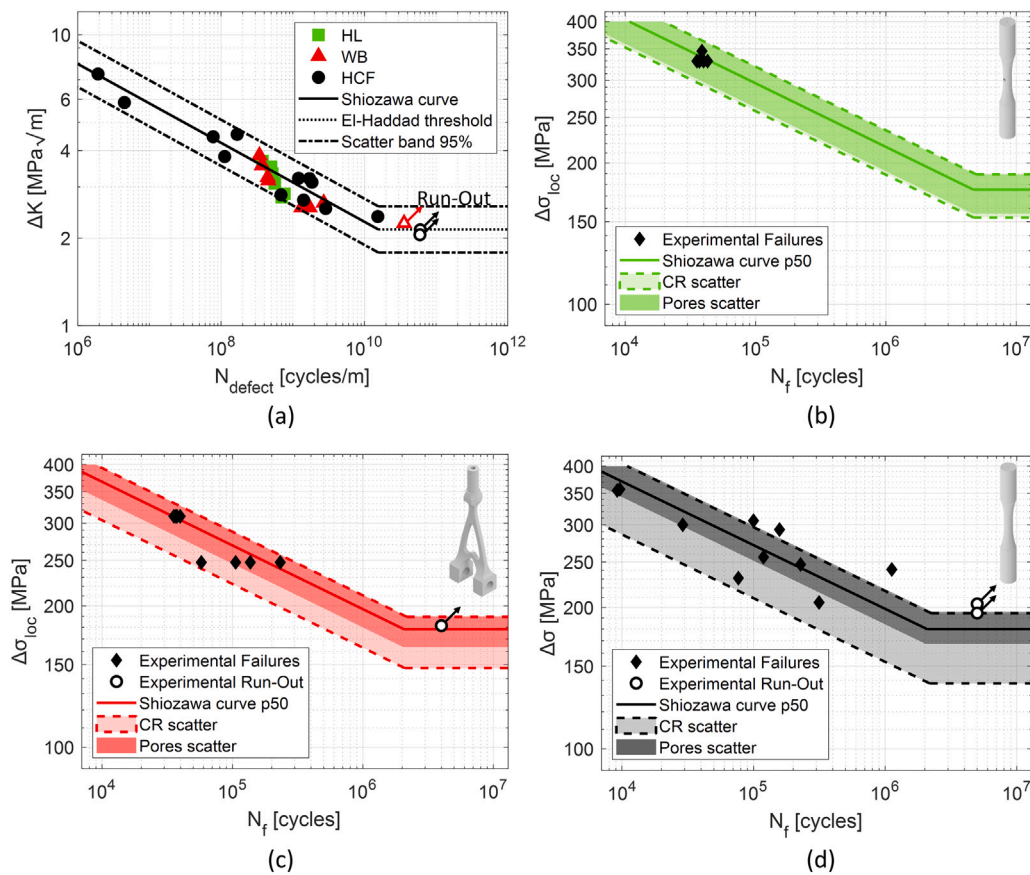 10
6
4
2
1
ΔK [MPa√m]
HL
WB
HCF
Shiozawa curve
El-Haddad threshold
Scatter band 95%
Run-Out
10^6
10^8
10^9
10^10
10^12
N_defect [cycles/m]
(a)
400
350
300
250
200
150
100
Δσ_loc [MPa]
Experimental Failures
Shiozawa curve p50
CR scatter
Pores scatter
10^4
10^5
10^6
10^7
N_f [cycles]
(b)
400
350
300
250
200
150
100
Δσ_loc [MPa]
Experimental Failures
Experimental Run-Out
Shiozawa curve p50
CR scatter
Pores scatter
10^4
10^5
10^6
10^7
N_f [cycles]
(c)
400
350
300
250
200
150
100
Δσ [MPa]
Experimental Failures
Experimental Run-Out
Shiozawa curve p50
CR scatter
Pores scatter
10^4
10^5
10^6
10^7
N_f [cycles]
(d)